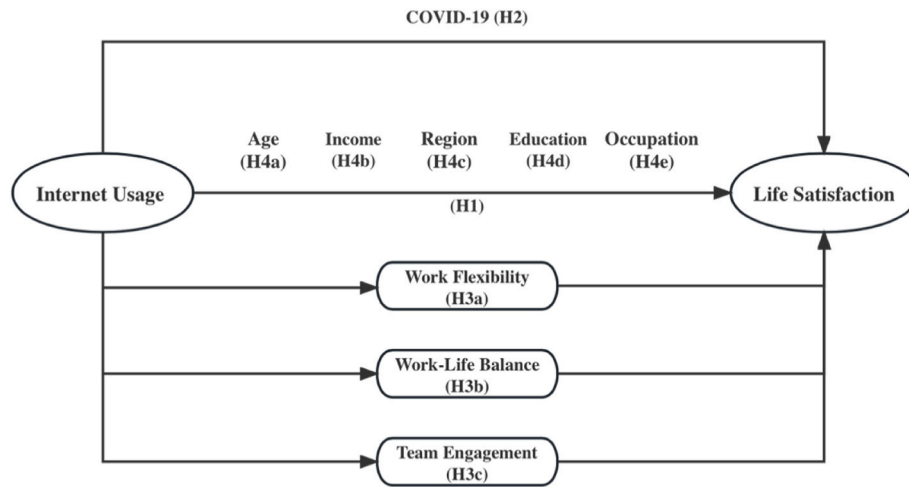 COVID-19 (H2)
Age Income Region Education Occupation
(H4a) (H4b) (H4c) (H4d) (H4e)
Internet Usage
Life Satisfaction
(H1)
Work Flexibility
(H3a)
Work-Life Balance
(H3b)
Team Engagement
(H3c)